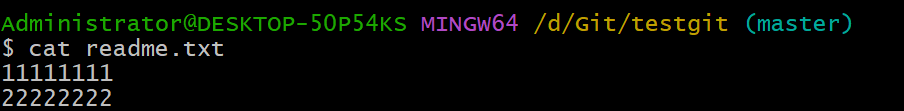 Administrator@DESKTOP-50P54KS MINGW64 /d/Git/testgit (master)
$ cat readme.txt
11111111
22222222